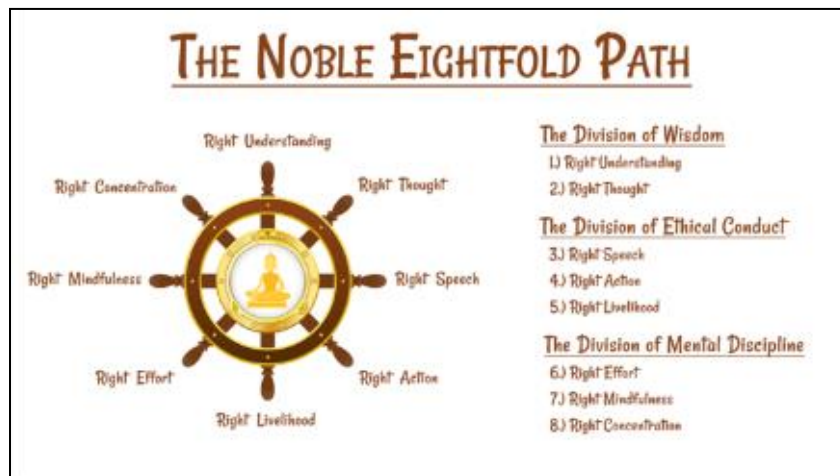 The Noble Eightfold Path
Right Understanding
Right Concentration
Right Thought
Right Mindfulness
Right Speech
Right Effort
Right Action
Right Livelihood
The Division of Wisdom
1.) Right Understanding
2.) Right Thought
The Division of Ethical Conduct
3.) Right Speech
4.) Right Action
5.) Right Livelihood
The Division of Mental Discipline
6.) Right Effort
7.) Right Mindfulness
8.) Right Concentration